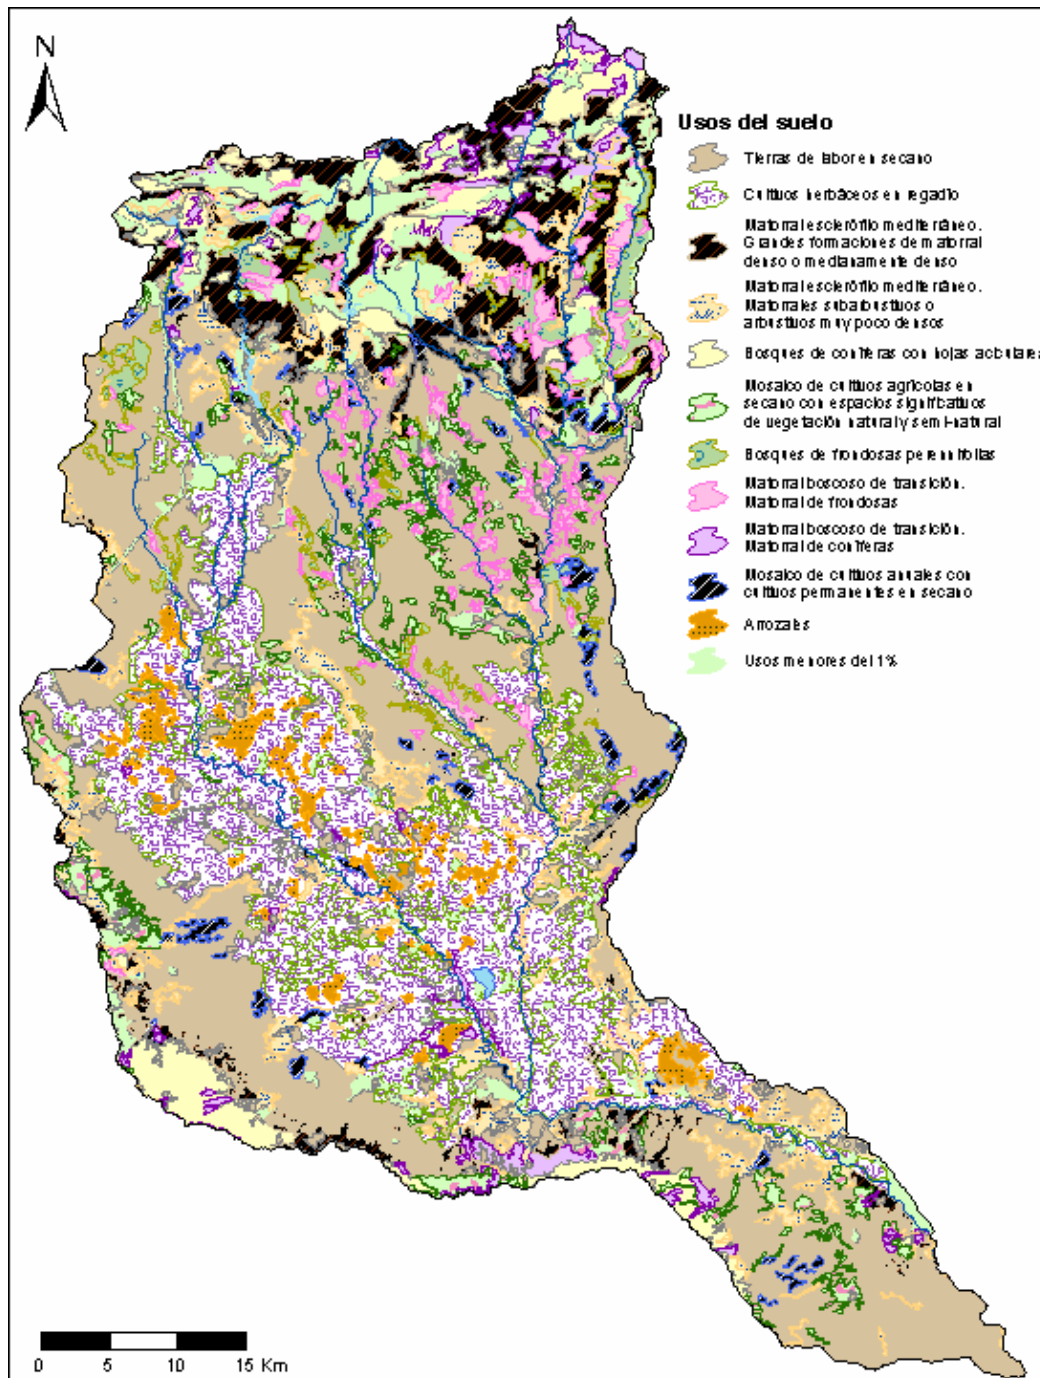 N
Usos del suelo
Tierras de labor en secano
Cultivos herbáceos en regadío
Matorral esclerófilo mediterráneo.
Grandes formaciones de matorral
denso o medianamente denso
Matorral esclerófilo mediterráneo.
Matorrales subarbustivos o
arbustivos muy poco densos
Bosques de coníferas con hojas aciculares
Mosaico de cultivos agrícolas en
secano con espacios significativos
de vegetación natural y semi-natural
Bosques de frondosas perennifolias
Matorral boscoso de transición.
Matorral de frondosas
Matorral boscoso de transición.
Matorral de coníferas
Mosaico de cultivos anuales con
cultivos permanentes en secano
Arrozales
Usos menores del 1%
0 5 10 15 Km